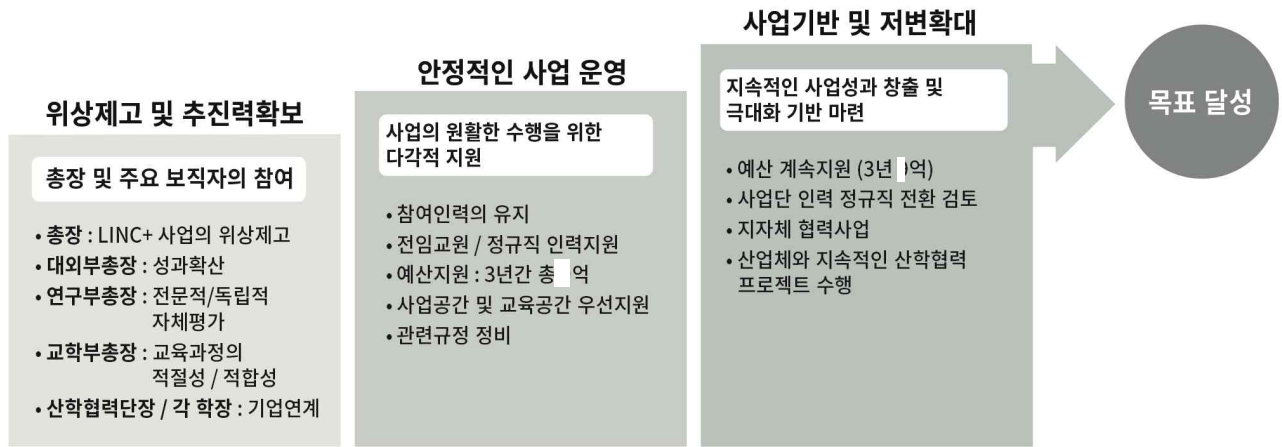 위상제고 및 추진력확보
총장 및 주요 보직자의 참여
• 총장 : LINC+ 사업의 위상제고
• 대외부총장 : 성과확산
• 연구부총장 : 전문적/독립적
자체평가
• 교학부총장 : 교육과정의
적절성 / 적합성
• 산학협력단장 / 각 학장 : 기업연계
안정적인 사업 운영
사업의 원활한 수행을 위한
다각적 지원
• 참여인력의 유지
• 전임교원 / 정규직 인력지원
• 예산지원 : 3년간 총 억
• 사업공간 및 교육공간 우선지원
• 관련규정 정비
사업기반 및 저변확대
지속적인 사업성과 창출 및
극대화 기반 마련
• 예산 계속지원 (3년 억)
• 사업단 인력 정규직 전환 검토
• 지자체 협력사업
• 산업체와 지속적인 산학협력
프로젝트 수행
목표 달성